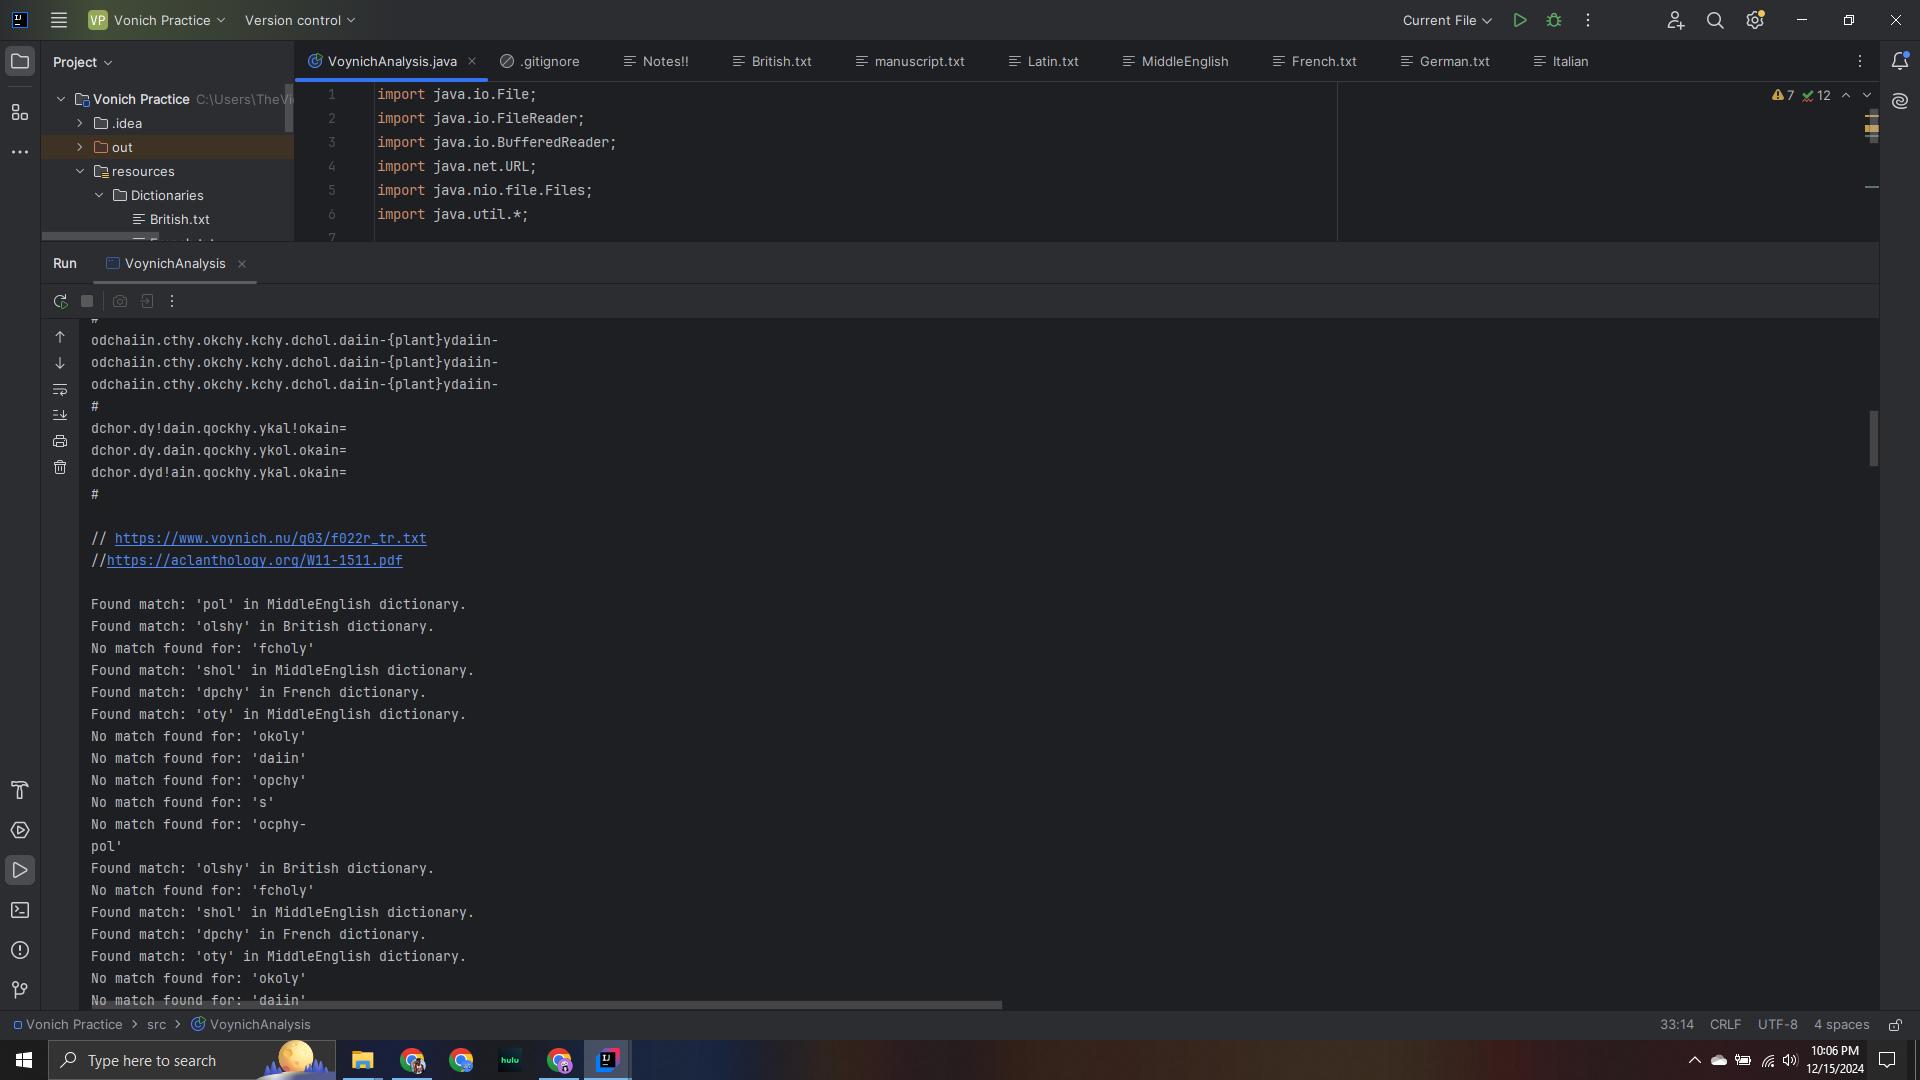 VP Vonich Practice Version control Current File
Project
VoynichAnalysis.java .gitignore Notes!! British.txt manuscript.txt Latin.txt MiddleEnglish French.txt German.txt Italian
Vonich Practice C:\Users\TheVi
.idea
out
resources
Dictionaries
British.txt
1 import java.io.File;
2 import java.io.FileReader;
3 import java.io.BufferedReader;
4 import java.net.URL;
5 import java.nio.file.Files;
6 import java.util.*;
7
7 12
Run VoynichAnalysis
#
odchaiin.cthy.okchy.kchy.dchol.daiin-{plant}ydaiin-
odchaiin.cthy.okchy.kchy.dchol.daiin-{plant}ydaiin-
odchaiin.cthy.okchy.kchy.dchol.daiin-{plant}ydaiin-
#
dchor.dy!dain.qockhy.ykal!okain=
dchor.dy.dain.qockhy.ykol.okain=
dchor.dyd!ain.qockhy.ykal.okain=
#
// https://www.voynich.nu/q03/f022r_tr.txt
//https://aclanthology.org/W11-1511.pdf
Found match: 'pol' in MiddleEnglish dictionary.
Found match: 'olshy' in British dictionary.
No match found for: 'fcholy'
Found match: 'shol' in MiddleEnglish dictionary.
Found match: 'dpchy' in French dictionary.
Found match: 'oty' in MiddleEnglish dictionary.
No match found for: 'okoly'
No match found for: 'daiin'
No match found for: 'opchy'
No match found for: 's'
No match found for: 'ocphy-
pol'
Found match: 'olshy' in British dictionary.
No match found for: 'fcholy'
Found match: 'shol' in MiddleEnglish dictionary.
Found match: 'dpchy' in French dictionary.
Found match: 'oty' in MiddleEnglish dictionary.
No match found for: 'okoly'
No match found for: 'daiin'
Vonich Practice > src > VoynichAnalysis 33:14 CRLF UTF-8 4 spaces
Type here to search
hulu
10:06 PM
12/15/2024